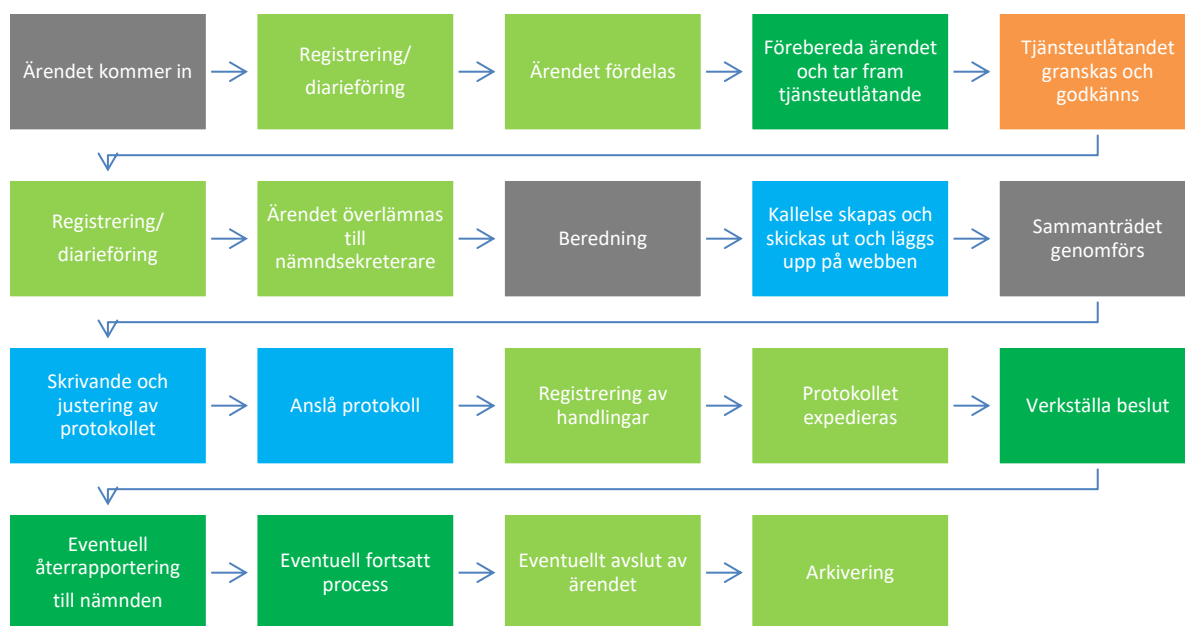 Ärendet kommer in
Registrering/
diarieföring
Ärendet fördelas
Förebereda ärendet
och tar fram
tjänsteutlåtande
Tjänsteutlåtandet
granskas och
godkänns
Registrering/
diarieföring
Ärendet överlämnas
till
nämndsekreterare
Beredning
Kallelse skapas och
skickas ut och läggs
upp på webben
Sammanträdet
genomförs
Skrivande och
justering av
protokollet
Anslå protokoll
Registrering av
handlingar
Protokollet
expedieras
Verkställa beslut
Eventuell
återrapportering
till nämnden
Eventuell fortsatt
process
Eventuellt avslut av
ärendet
Arkivering